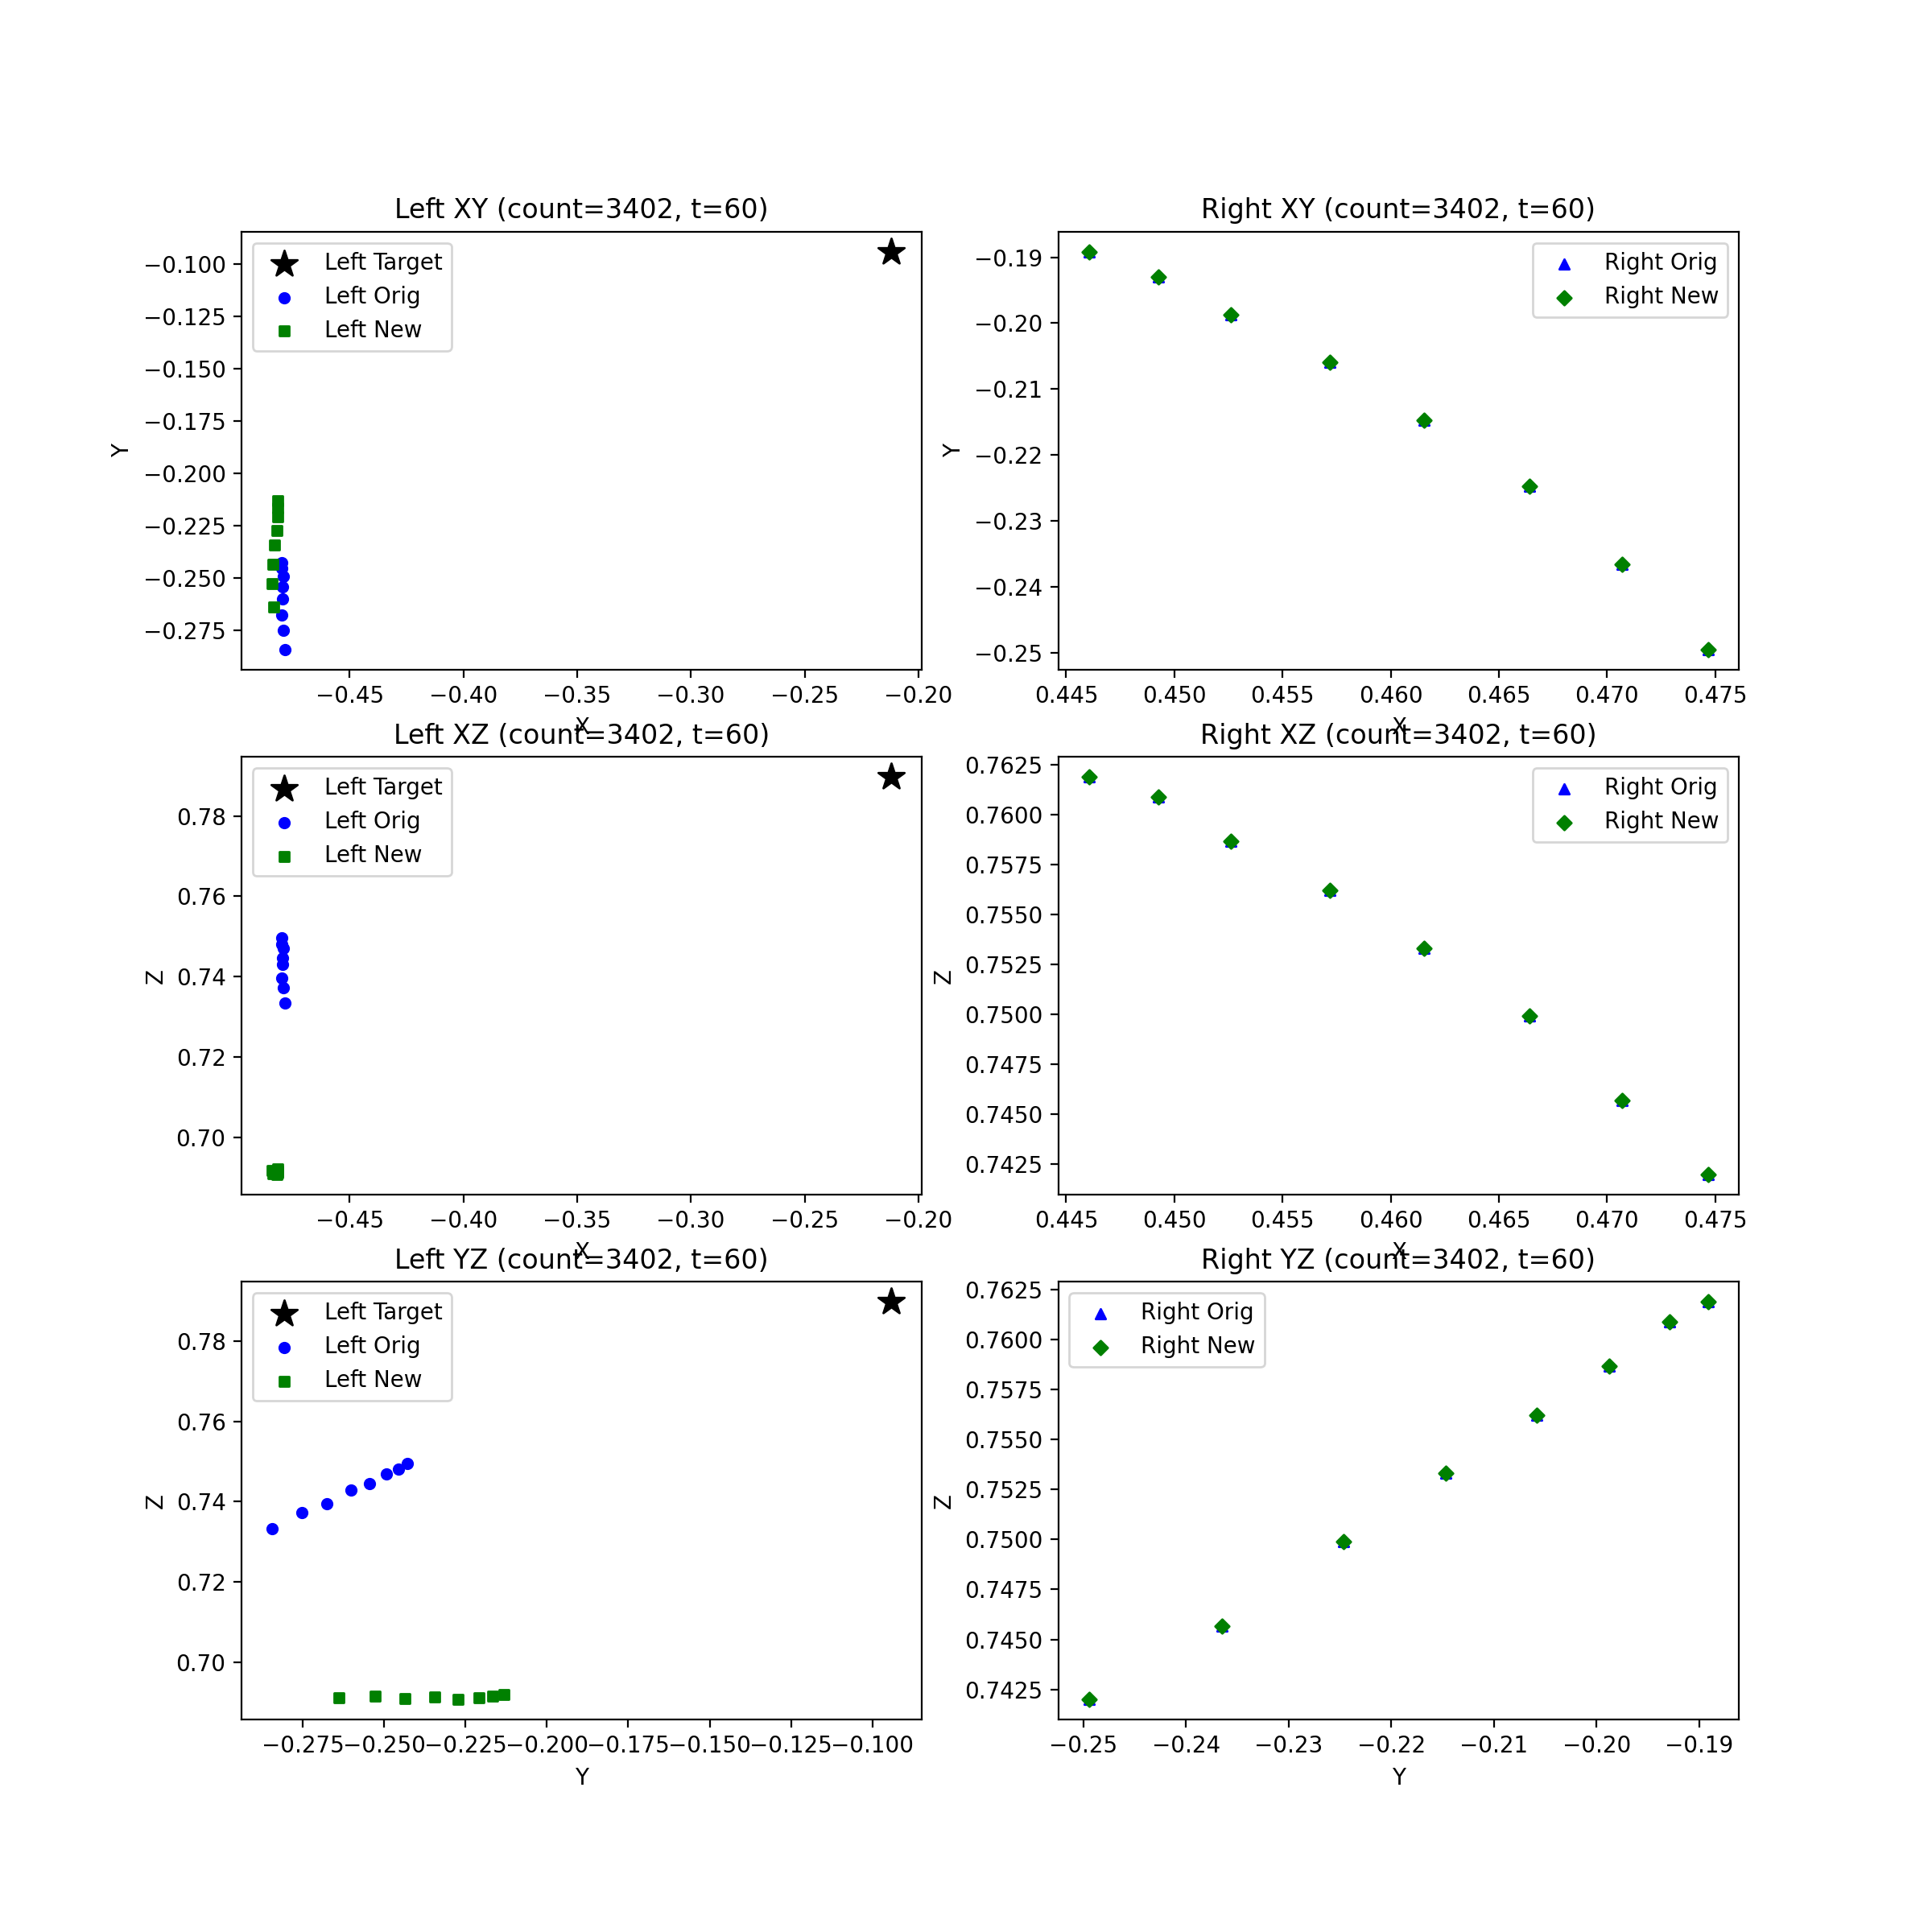 Left XY (count=3402, t=60)
Left Target
Left Orig
Left New
−0.100
−0.125
−0.150
−0.175
−0.200
−0.225
−0.250
−0.275
Y
−0.45 −0.40 −0.35 −0.30 −0.25 −0.20
X
Right XY (count=3402, t=60)
Right Orig
Right New
−0.19
−0.20
−0.21
−0.22
−0.23
−0.24
−0.25
Y
0.445 0.450 0.455 0.460 0.465 0.470 0.475
X
Left XZ (count=3402, t=60)
Left Target
Left Orig
Left New
0.78
0.76
0.74
0.72
0.70
Z
−0.45 −0.40 −0.35 −0.30 −0.25 −0.20
X
Right XZ (count=3402, t=60)
Right Orig
Right New
0.7625
0.7600
0.7575
0.7550
0.7525
0.7500
0.7475
0.7450
0.7425
Z
0.445 0.450 0.455 0.460 0.465 0.470 0.475
X
Left YZ (count=3402, t=60)
Left Target
Left Orig
Left New
0.78
0.76
0.74
0.72
0.70
Z
−0.275 −0.250 −0.225 −0.200 −0.175 −0.150 −0.125 −0.100
Y
Right YZ (count=3402, t=60)
Right Orig
Right New
0.7625
0.7600
0.7575
0.7550
0.7525
0.7500
0.7475
0.7450
0.7425
Z
−0.25 −0.24 −0.23 −0.22 −0.21 −0.20 −0.19
Y